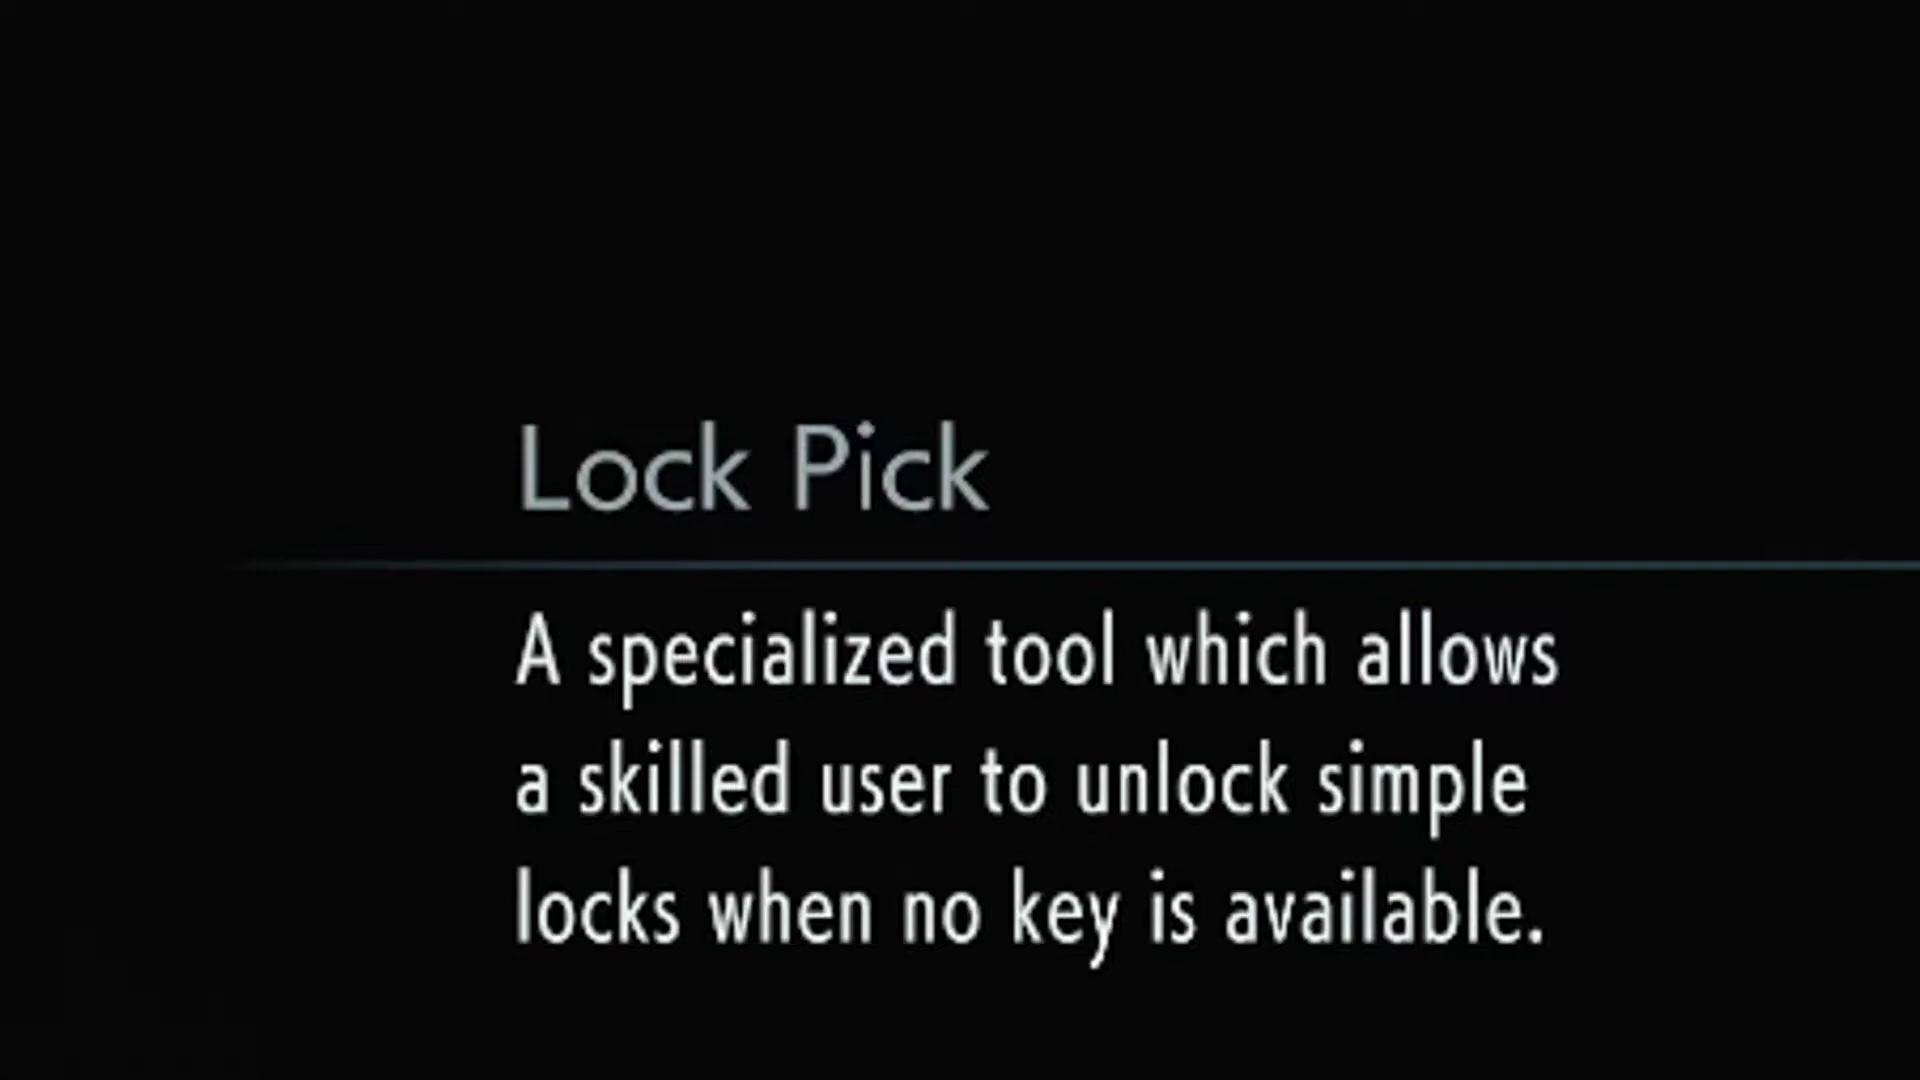 Lock Pick
A specialized tool which allows
a skilled user to unlock simple
locks when no key is available.